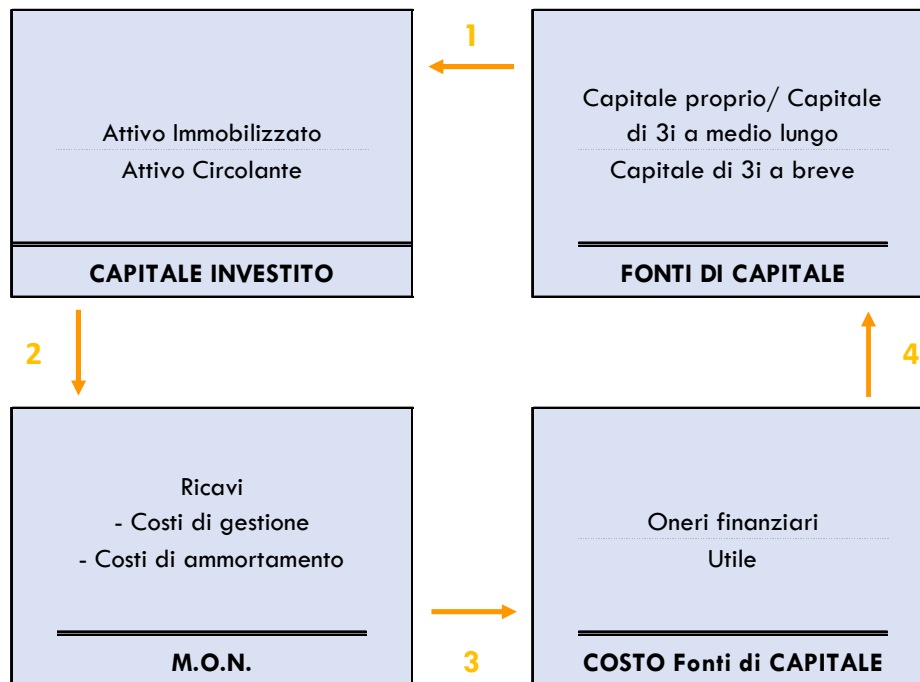 1
Attivo Immobilizzato
Attivo Circolante
CAPITALE INVESTITO
Capitale proprio/ Capitale
di 3i a medio lungo
Capitale di 3i a breve
FONTI DI CAPITALE
2
4
Ricavi
- Costi di gestione
- Costi di ammortamento
M.O.N.
3
Oneri finanziari
Utile
COSTO Fonti di CAPITALE